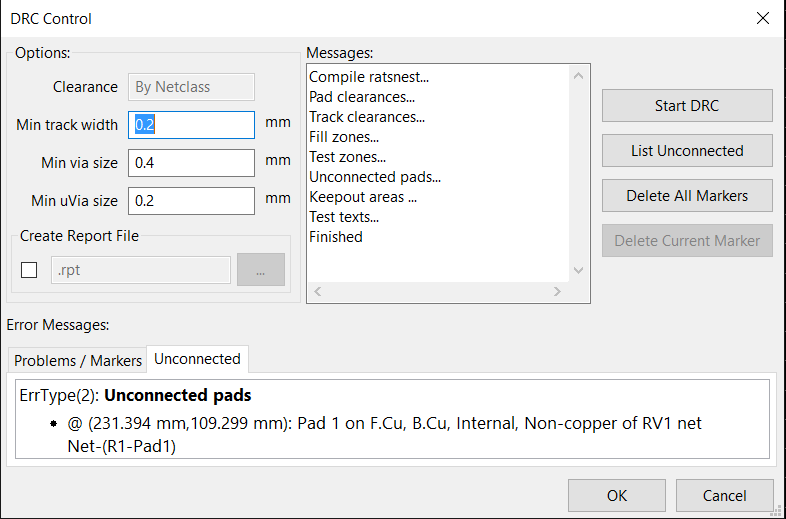 DRC Control
Options:
Clearance By Netclass
Min track width 0.2 mm
Min via size 0.4 mm
Min uVia size 0.2 mm
Create Report File
.rpt ...
Messages:
Compile ratsnest...
Pad clearances...
Track clearances...
Fill zones...
Test zones...
Unconnected pads...
Keepout areas ...
Test texts...
Finished
Start DRC
List Unconnected
Delete All Markers
Delete Current Marker
Error Messages:
Problems / Markers Unconnected
ErrType(2): Unconnected pads
• @ (231.394 mm,109.299 mm): Pad 1 on F.Cu, B.Cu, Internal, Non-copper of RV1 net
Net-(R1-Pad1)
OK Cancel